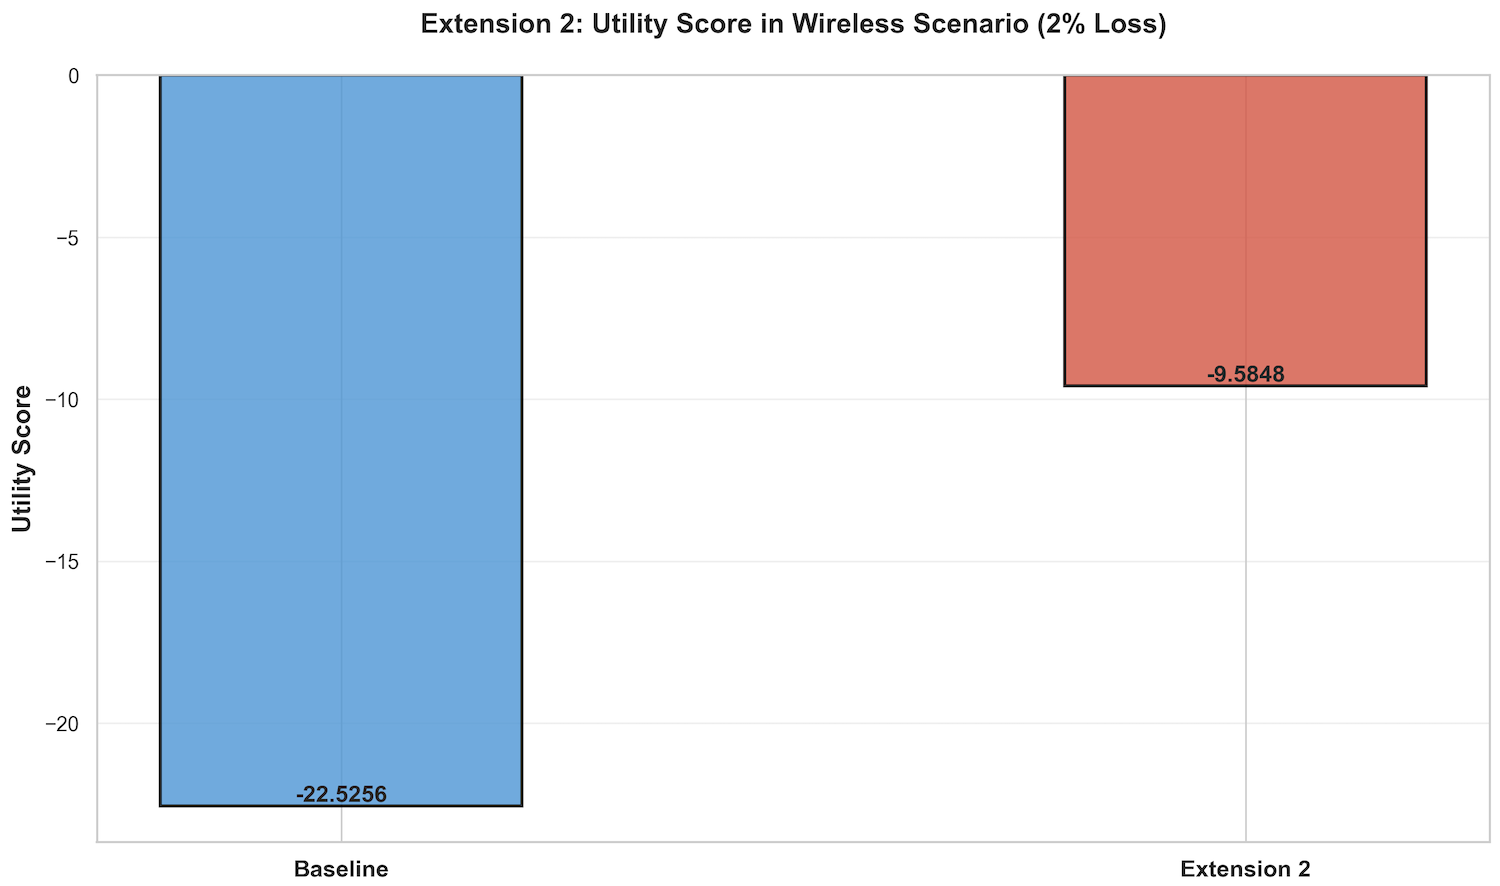 Extension 2: Utility Score in Wireless Scenario (2% Loss)
0
−5
−10
−15
−20
Utility Score
-22.5256
-9.5848
Baseline
Extension 2